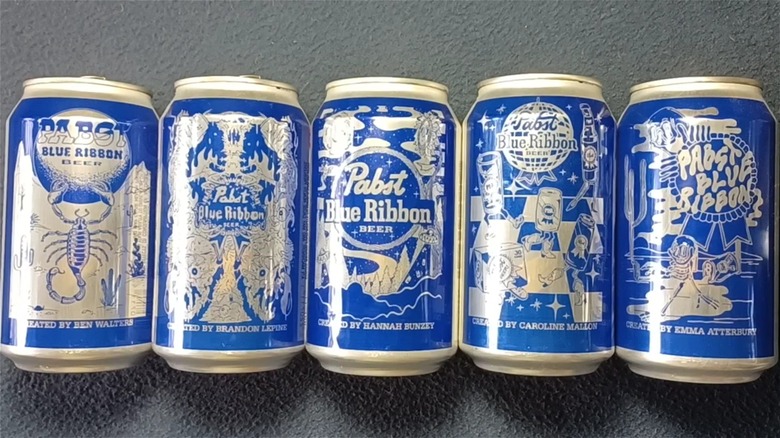 PABST
BLUE RIBBON
BEER
CREATED BY BEN WALTERS
Pabst
Blue Ribbon
BEER
CREATED BY BRANDON LEPINE
Pabst
Blue Ribbon
BEER
CREATED BY HANNAH BUNZEY
Pabst
Blue Ribbon
BEER
CREATED BY CAROLINE MALLON
PABST
BLUE
RIBBON
CREATED BY EMMA ATTERBURY